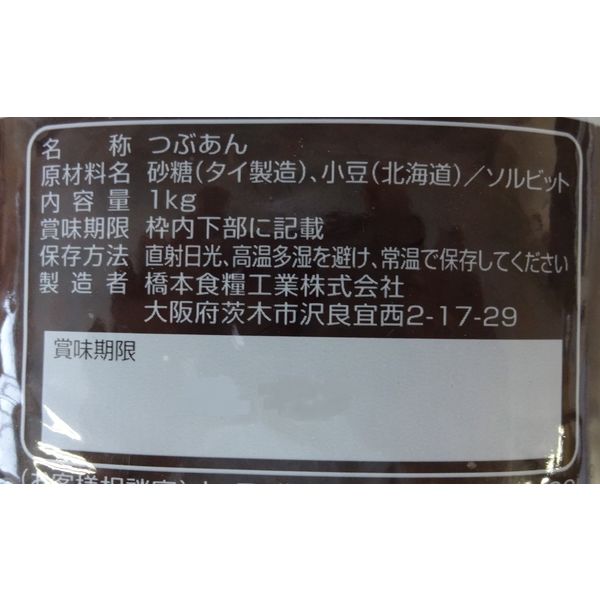 名称 つぶあん
原材料名 砂糖(タイ製造)、小豆(北海道)/ソルビット
内容量 1kg
賞味期限 枠内下部に記載
保存方法 直射日光、高温多湿を避け、常温で保存してください
製造者 橋本食糧工業株式会社
大阪府茨木市沢良宜西2-17-29
賞味期限